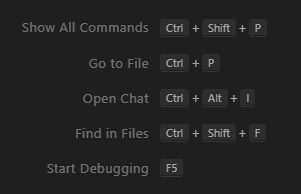 Show All Commands Ctrl + Shift + P
Go to File Ctrl + P
Open Chat Ctrl + Alt + I
Find in Files Ctrl + Shift + F
Start Debugging F5